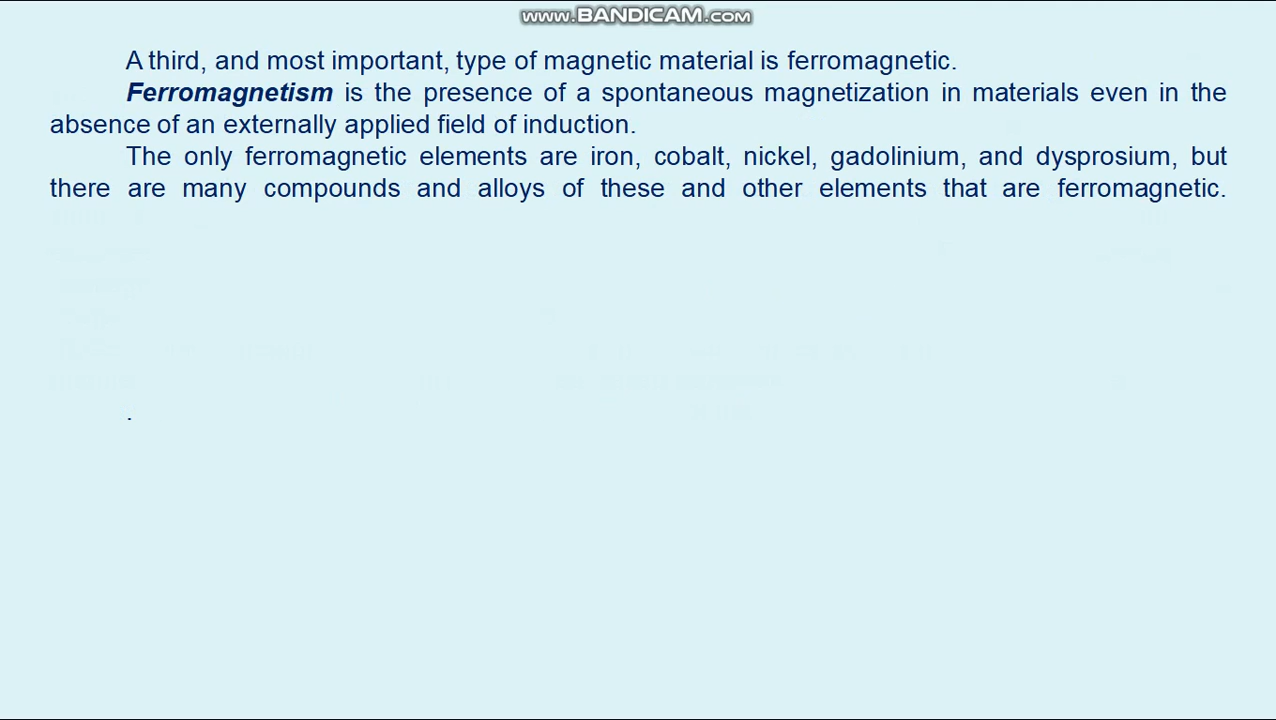 www.BANDICAM.com
A third, and most important, type of magnetic material is ferromagnetic.
Ferromagnetism is the presence of a spontaneous magnetization in materials even in the
absence of an externally applied field of induction.
The only ferromagnetic elements are iron, cobalt, nickel, gadolinium, and dysprosium, but
there are many compounds and alloys of these and other elements that are ferromagnetic.
.